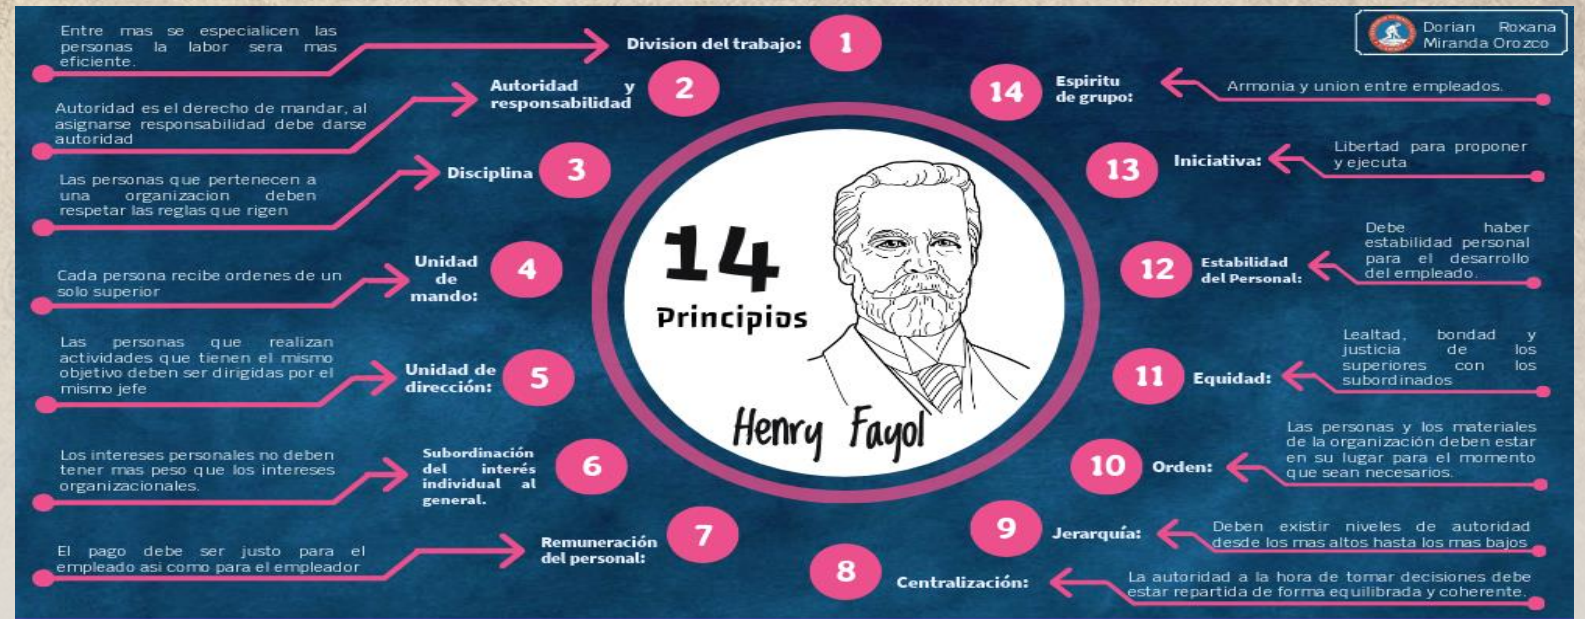 Entre mas se especialicen las
personas la labor sera mas
eficiente.
Division del trabajo:
1
Autoridad es el derecho de mandar, al
asignarse responsabilidad debe darse
autoridad
Autoridad y
responsabilidad
2
Las personas que pertenecen a
una organizacion deben
respetar las reglas que rigen
Disciplina
3
Cada persona recibe ordenes de un
solo superior
Unidad
de
mando:
4
Las personas que realizan
actividades que tienen el mismo
objetivo deben ser dirigidas por el
mismo jefe
Unidad de
dirección:
5
Los intereses personales no deben
tener mas peso que los intereses
organizacionales.
Subordinación
del interés
individual al
general.
6
El pago debe ser justo para el
empleado asi como para el empleador
Remuneración
del personal:
7
14
Principios
Henry Fayol
Dorian Roxana
Miranda Orozco
14
Espiritu
de grupo:
Armonia y union entre empleados.
13
Iniciativa:
Libertad para proponer
y ejecuta
12
Estabilidad
del Personal:
Debe haber
estabilidad personal
para el desarrollo
del empleado.
11
Equidad:
Lealtad, bondad y
justicia de los
superiores con los
subordinados
10
Orden:
Las personas y los materiales
de la organización deben estar
en su lugar para el momento
que sean necesarios.
9
Jerarquía:
Deben existir niveles de autoridad
desde los mas altos hasta los mas bajos
8
Centralización:
La autoridad a la hora de tomar decisiones debe
estar repartida de forma equilibrada y coherente.